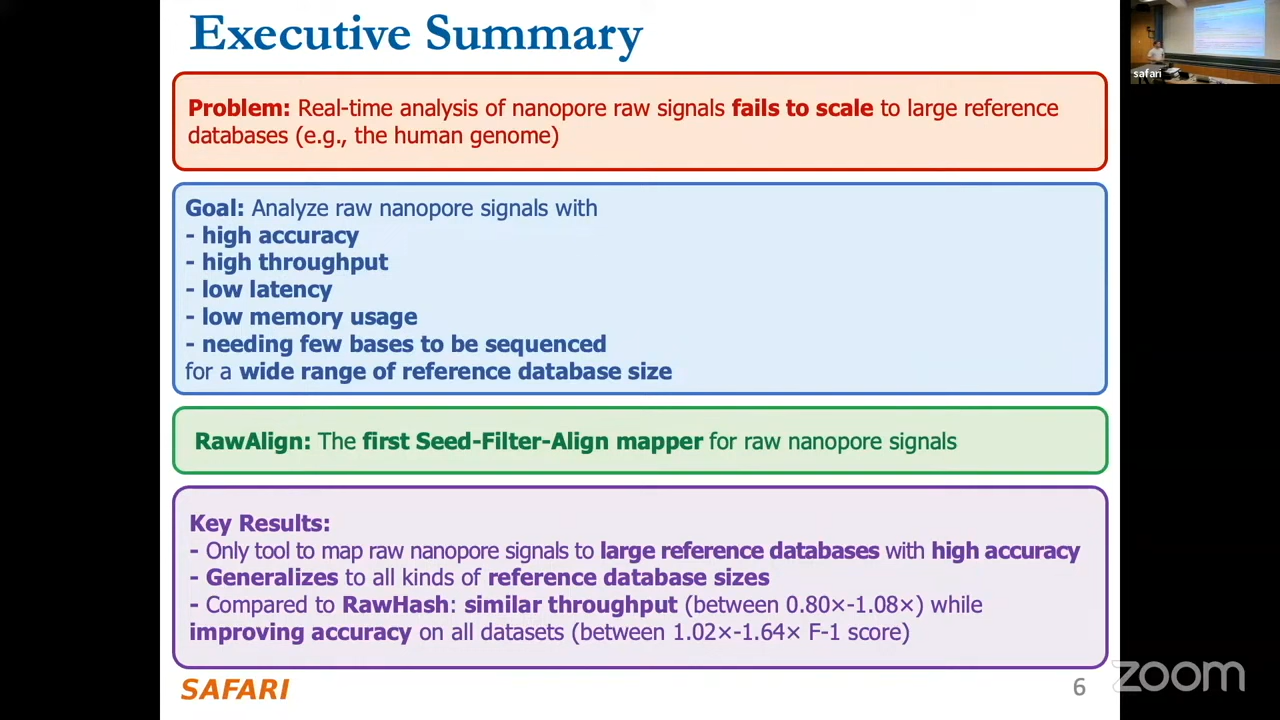 Executive Summary
safari
Problem: Real-time analysis of nanopore raw signals fails to scale to large reference
databases (e.g., the human genome)
Goal: Analyze raw nanopore signals with
- high accuracy
- high throughput
- low latency
- low memory usage
- needing few bases to be sequenced
for a wide range of reference database size
RawAlign: The first Seed-Filter-Align mapper for raw nanopore signals
Key Results:
- Only tool to map raw nanopore signals to large reference databases with high accuracy
- Generalizes to all kinds of reference database sizes
- Compared to RawHash: similar throughput (between 0.80×-1.08×) while
improving accuracy on all datasets (between 1.02×-1.64× F-1 score)
SAFARI
6
zoom